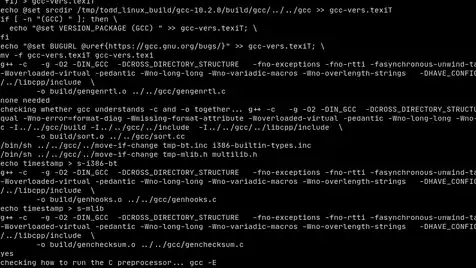 fi) > gcc-vers.texiT
echo @set srcdir /tmp/todd_linux_build/gcc-10.2.0/build/gcc/../../gcc >> gcc-vers.texiT
if [ -n "(GCC) " ]; then \
echo "@set VERSION_PACKAGE (GCC) " >> gcc-vers.texiT; \
fi
echo "@set BUGURL @uref{https://gcc.gnu.org/bugs/}" >> gcc-vers.texiT; \
mv -f gcc-vers.texiT gcc-vers.texi
g++ -c -g -O2 -DIN_GCC -DCROSS_DIRECTORY_STRUCTURE -fno-exceptions -fno-rtti -fasynchronous-unwind-ta
-Woverloaded-virtual -pedantic -Wno-long-long -Wno-variadic-macros -Wno-overlength-strings -DHAVE_CONFIG
/../libcpp/include \
-o build/gengenrtl.o ../../gcc/gengenrtl.c
none needed
checking whether gcc understands -c and -o together... g++ -c -g -O2 -DIN_GCC -DCROSS_DIRECTORY_STRUCTUR
qual -Wno-error=format-diag -Wmissing-format-attribute -Woverloaded-virtual -pedantic -Wno-long-long -Wno-
c -I../../gcc/build -I../../gcc/../include -I../../gcc/../libcpp/include \
-o build/sort.o ../../gcc/sort.cc
/bin/sh ../../gcc/../move-if-change tmp-bt.inc i386-builtin-types.inc
/bin/sh ../../gcc/../move-if-change tmp-mlib.h multilib.h
echo timestamp > s-i386-bt
g++ -c -g -O2 -DIN_GCC -DCROSS_DIRECTORY_STRUCTURE -fno-exceptions -fno-rtti -fasynchronous-unwind-ta
-Woverloaded-virtual -pedantic -Wno-long-long -Wno-variadic-macros -Wno-overlength-strings -DHAVE_CONFIG
/../libcpp/include \
-o build/genhooks.o ../../gcc/genhooks.c
echo timestamp > s-mlib
g++ -c -g -O2 -DIN_GCC -DCROSS_DIRECTORY_STRUCTURE -fno-exceptions -fno-rtti -fasynchronous-unwind-ta
-Woverloaded-virtual -pedantic -Wno-long-long -Wno-variadic-macros -Wno-overlength-strings -DHAVE_CONFIG
/../libcpp/include \
-o build/genchecksum.o ../../gcc/genchecksum.c
yes
checking how to run the C preprocessor... gcc -E